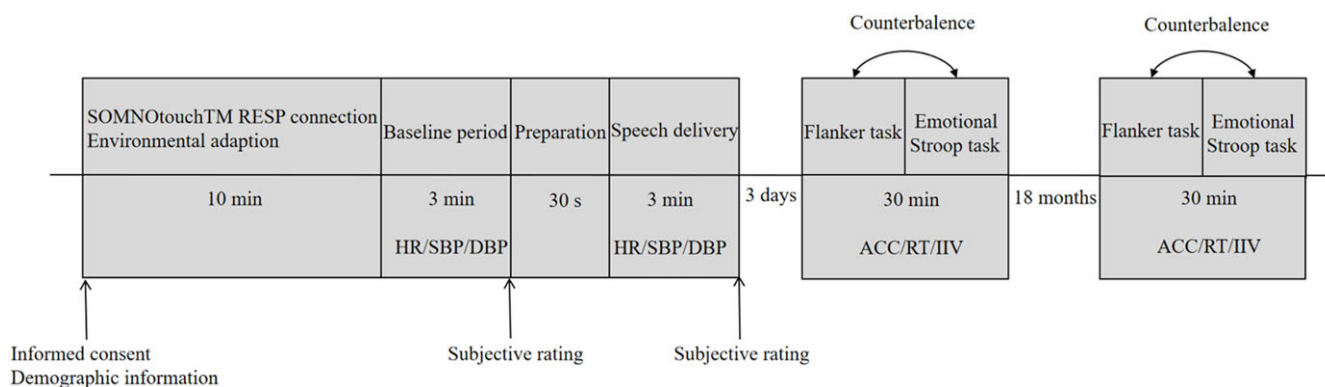 Counterbalence
Counterbalence
SOMNOtouchTM RESP connection
Environmental adaption
Baseline period
Preparation
Speech delivery
Flanker task
Emotional
Stroop task
Flanker task
Emotional
Stroop task
10 min
3 min
30 s
3 min
3 days
30 min
18 months
30 min
HR/SBP/DBP
HR/SBP/DBP
ACC/RT/IIV
ACC/RT/IIV
Informed consent
Demographic information
Subjective rating
Subjective rating